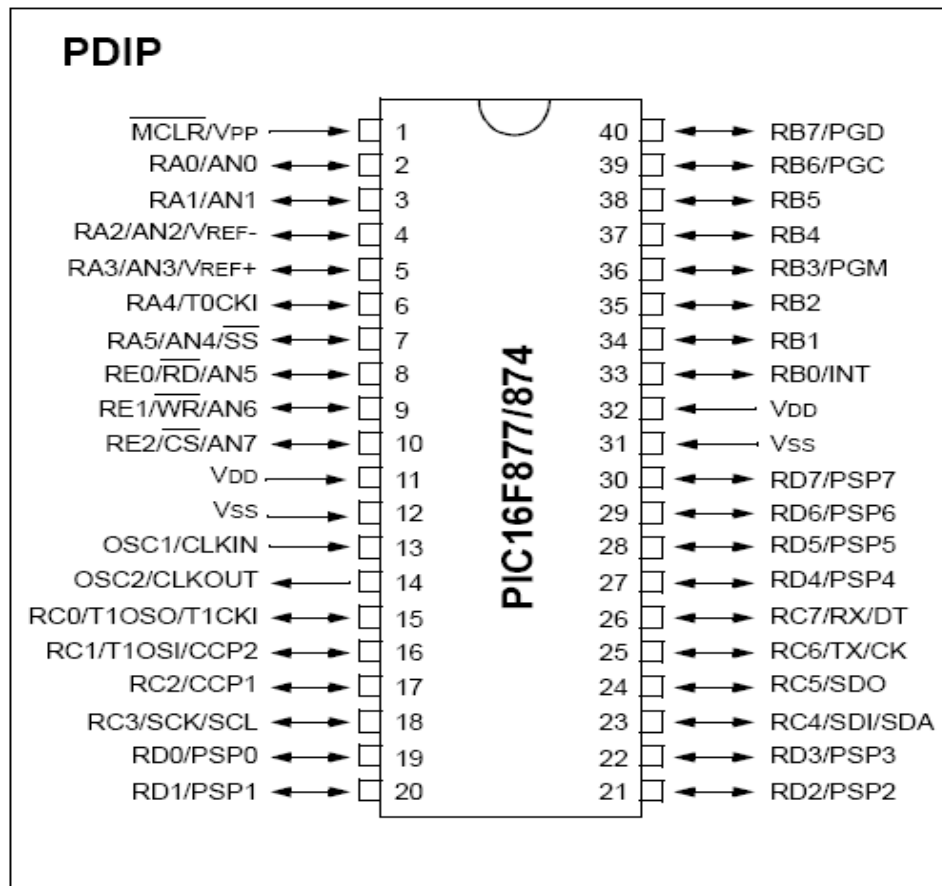 PDIP
MCLR/VPP 1 40 RB7/PGD
RA0/AN0 2 39 RB6/PGC
RA1/AN1 3 38 RB5
RA2/AN2/VREF- 4 37 RB4
RA3/AN3/VREF+ 5 36 RB3/PGM
RA4/T0CKI 6 35 RB2
RA5/AN4/SS 7 34 RB1
RE0/RD/AN5 8 33 RB0/INT
RE1/WR/AN6 9 32 VDD
RE2/CS/AN7 10 31 VSS
VDD 11 30 RD7/PSP7
VSS 12 29 RD6/PSP6
OSC1/CLKIN 13 28 RD5/PSP5
OSC2/CLKOUT 14 27 RD4/PSP4
RC0/T1OSO/T1CKI 15 26 RC7/RX/DT
RC1/T1OSI/CCP2 16 25 RC6/TX/CK
RC2/CCP1 17 24 RC5/SDO
RC3/SCK/SCL 18 23 RC4/SDI/SDA
RD0/PSP0 19 22 RD3/PSP3
RD1/PSP1 20 21 RD2/PSP2
PIC16F877/874